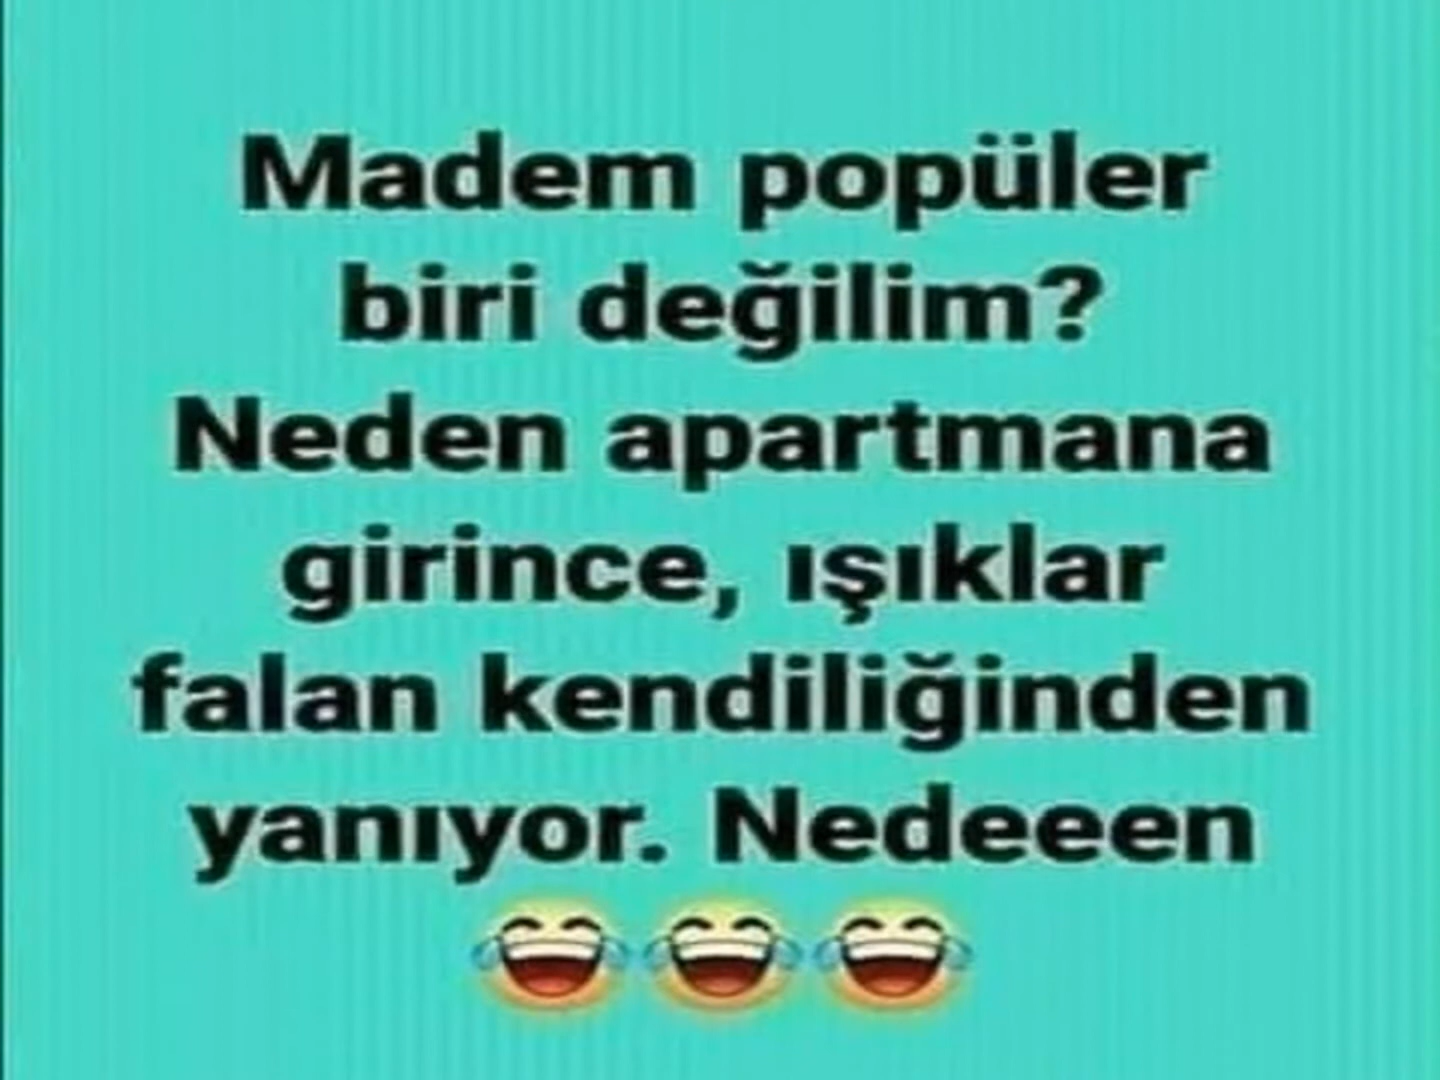 Madem popüler
biri değilim?
Neden apartmana
girince, ışıklar
falan kendiliğinden
yanıyor. Nedeeen
😂😂😂